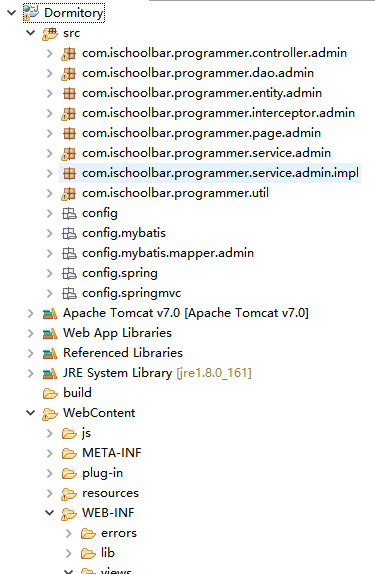 Dormitory
src
com.ischoolbar.programmer.controller.admin
com.ischoolbar.programmer.dao.admin
com.ischoolbar.programmer.entity.admin
com.ischoolbar.programmer.interceptor.admin
com.ischoolbar.programmer.page.admin
com.ischoolbar.programmer.service.admin
com.ischoolbar.programmer.service.admin.impl
com.ischoolbar.programmer.util
config
config.mybatis
config.mybatis.mapper.admin
config.spring
config.springmvc
Apache Tomcat v7.0 [Apache Tomcat v7.0]
Web App Libraries
Referenced Libraries
JRE System Library [jre1.8.0_161]
build
WebContent
js
META-INF
plug-in
resources
WEB-INF
errors
lib
views